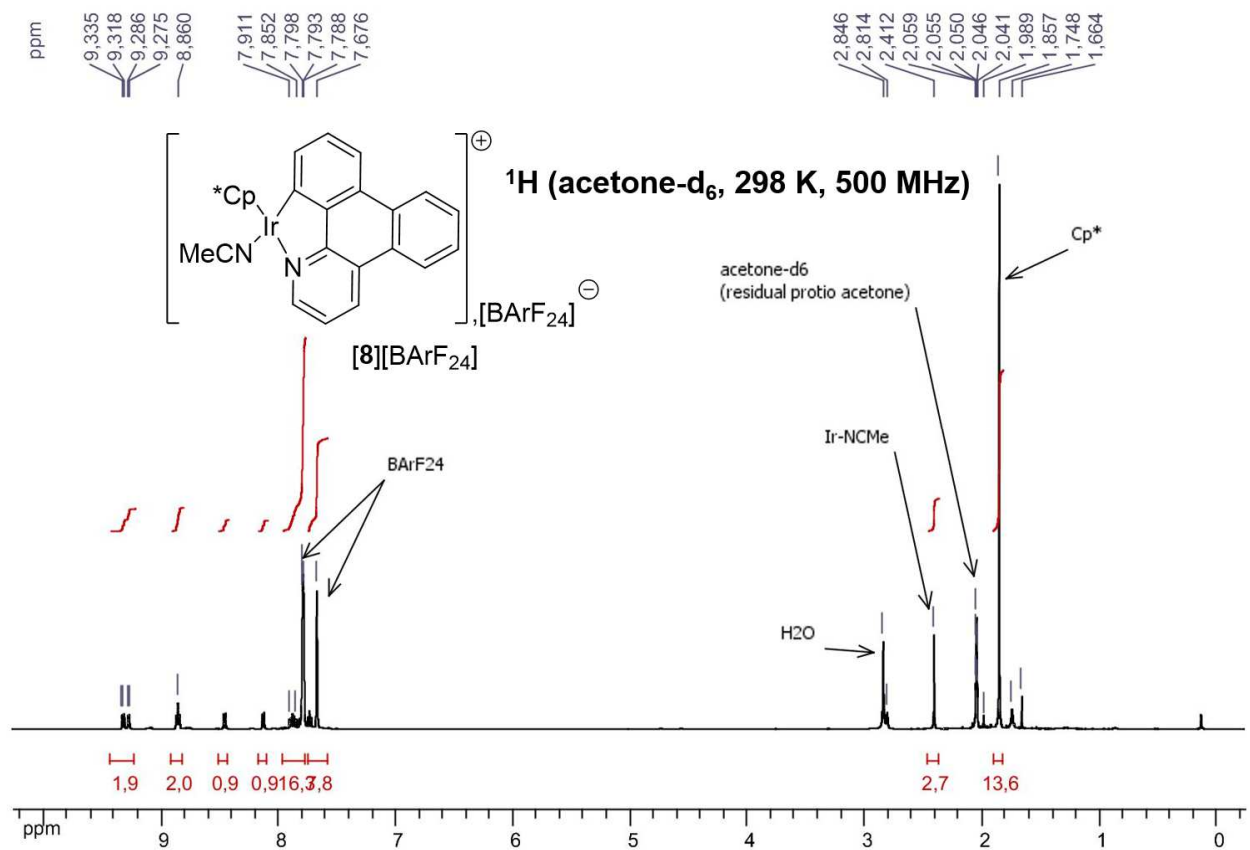 ppm
9,335
9,318
9,286
9,275
8,860
7,911
7,852
7,798
7,793
7,788
7,676
2,846
2,814
2,412
2,059
2,055
2,050
2,046
2,041
1,989
1,857
1,748
1,664
⊕
*Cp
Ir
MeCN
N
,[BArF24]
⊖
[8][BArF24]
¹H (acetone-d6, 298 K, 500 MHz)
Cp*
acetone-d6
(residual protio acetone)
Ir-NCMe
BArF24
H2O
1,9 2,0 0,9 0,9 16,3 7,8 2,7 13,6
ppm 9 8 7 6 5 4 3 2 1 0